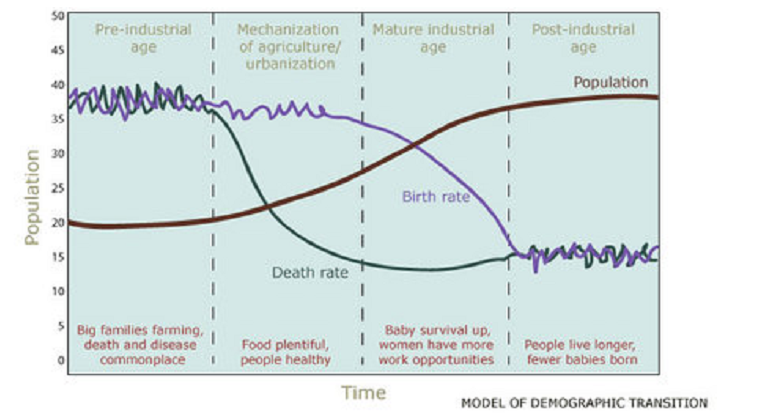 50
45
40
35
30
25
20
15
10
5
0
Population
Pre-industrial
age
Mechanization
of agriculture/
urbanization
Mature industrial
age
Post-industrial
age
Population
Birth rate
Death rate
Big families farming,
death and disease
commonplace
Food plentiful,
people healthy
Baby survival up,
women have more
work opportunities
People live longer,
fewer babies born
Time
MODEL OF DEMOGRAPHIC TRANSITION